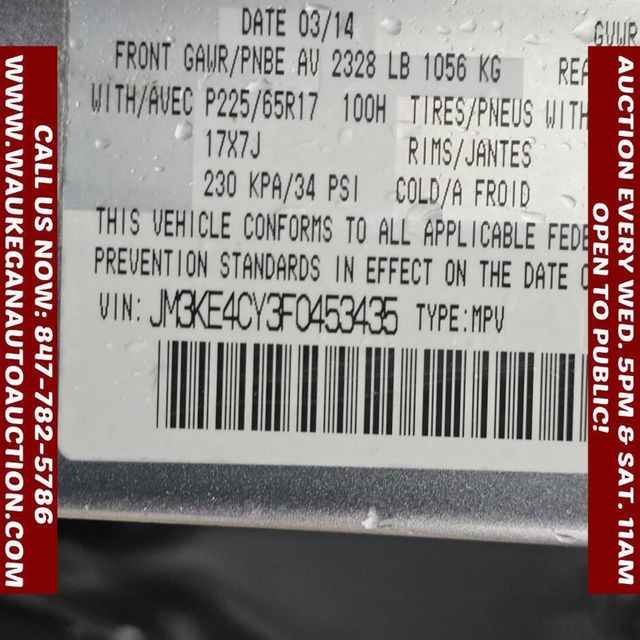 DATE 03/14
GVWR
FRONT GAWR/PNBE AV 2328 LB 1056 KG
WITH/AVEC P225/65R17 100H TIRES/PNEUS WITH
17X7J RIMS/JANTES
230 KPA/34 PSI COLD/A FROID
THIS VEHICLE CONFORMS TO ALL APPLICABLE
PREVENTION STANDARDS IN EFFECT ON THE DATE
VIN: JM3KE4CY3F0453435 TYPE:MPV
CALL US NOW: 847-782-5786
WWW.WAUKEGANAUTOAUCTION.COM
AUCTION EVERY WED. 5PM & SAT. 11AM
OPEN TO PUBLIC!